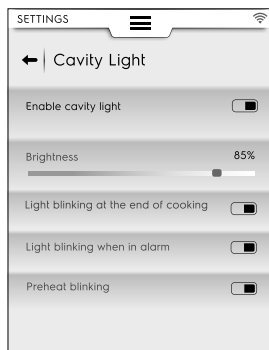 SETTINGS
Cavity Light
Enable cavity light
Brightness 85%
Light blinking at the end of cooking
Light blinking when in alarm
Preheat blinking